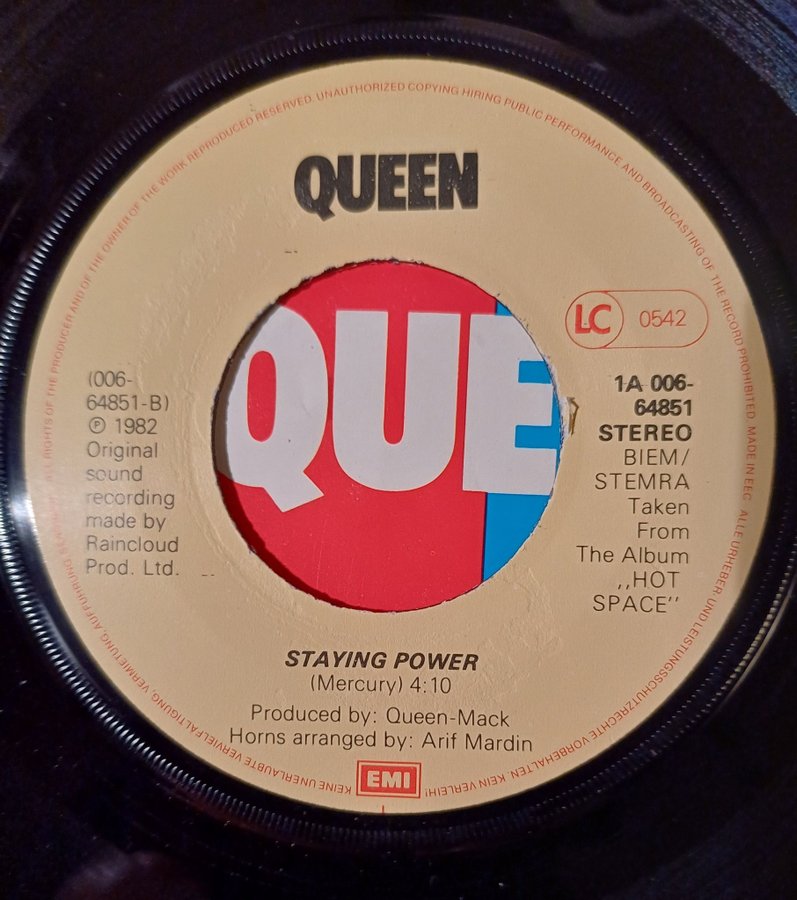 ALL RIGHTS OF THE PRODUCER AND OF THE OWNER OF THE WORK REPRODUCED RESERVED. UNAUTHORIZED COPYING HIRING PUBLIC PERFORMANCE AND BROADCASTING OF THE RECORD PROHIBITED. MADE IN EEC
QUEEN
QUE
LC 0542
(006-
64851-B)
℗ 1982
Original
sound
recording
made by
Raincloud
Prod. Ltd.
1A 006-
64851
STEREO
BIEM/
STEMRA
Taken
From
The Album
,,HOT
SPACE''
STAYING POWER
(Mercury) 4:10
Produced by: Queen-Mack
Horns arranged by: Arif Mardin
EMI
ALLE URHEBER UND LEISTUNGSSCHUTZRECHTE VORBEHALTEN. KEIN VERLEIH! KEINE UNERLAUBTE VERVIELFALTIGUNG, VERMIETUNG, AUFFUHRUNG